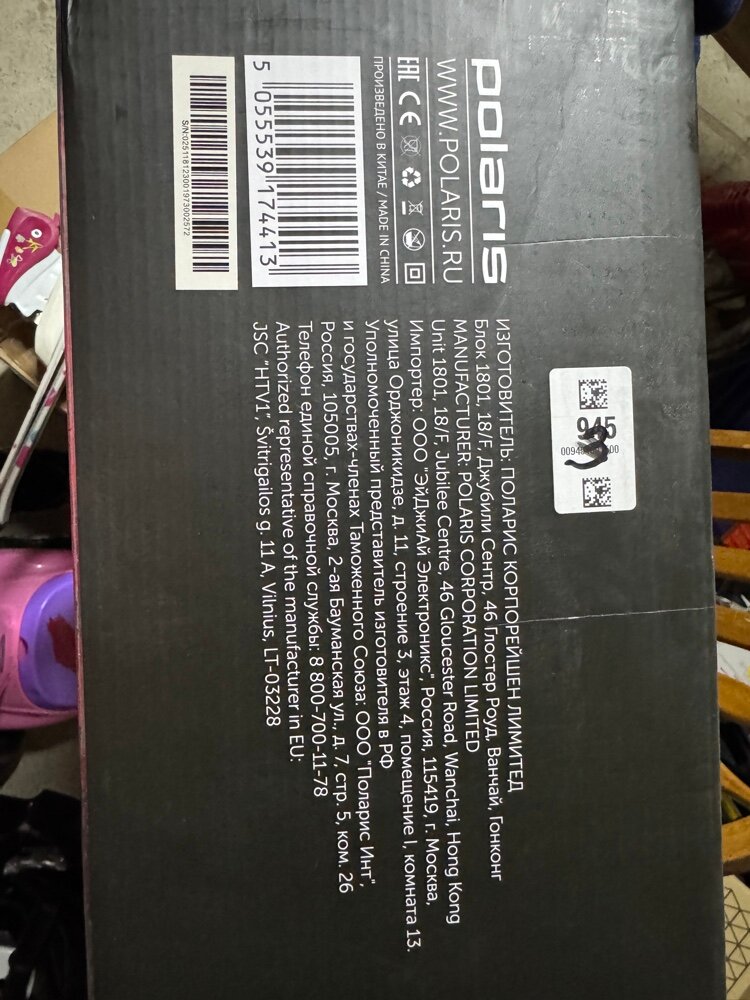 polaris
WWW.POLARIS.RU
EAC CE
ПРОИЗВЕДЕНО В КИТАЕ / MADE IN CHINA
5 055539 174413
S/N:0251181230019730025​72
ИЗГОТОВИТЕЛЬ: ПОЛАРИС КОРПОРЕЙШЕН ЛИМИТЕД
Блок 1801, 18/F, Джубили Сентр, 46 Глостер Роуд, Ванчай, Гонконг
MANUFACTURER: POLARIS CORPORATION LIMITED
Unit 1801, 18/F, Jubilee Centre, 46 Gloucester Road, Wanchai, Hong Kong
Импортер: ООО "ЭйДжиАй Электроникс", Россия, 115419, г. Москва,
улица Орджоникидзе, д. 11, строение 3, этаж 4, помещение I, комната 13.
Уполномоченный представитель изготовителя в РФ
и государствах-членах Таможенного Союза: ООО "Поларис Инт",
Россия, 105005, г. Москва, 2-ая Бауманская ул., д. 7, стр. 5, ком. 26
Телефон единой справочной службы: 8 800-700-11-78
Authorized representative of the manufacturer in EU:
JSC "HTV1", Švitrigailos g. 11 A, Vilnius, LT-03228
945